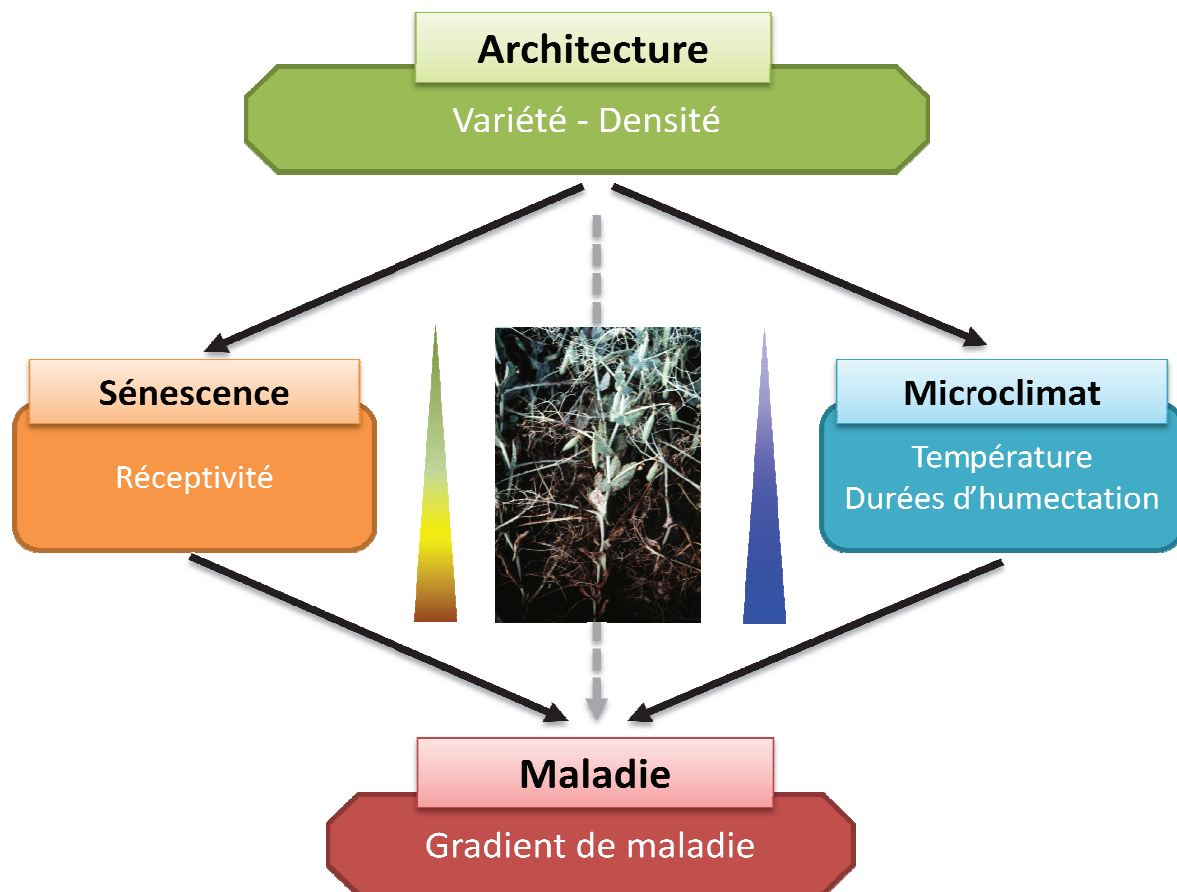 Architecture
Variété - Densité
Sénescence
Réceptivité
Microclimat
Température
Durées d'humectation
Maladie
Gradient de maladie